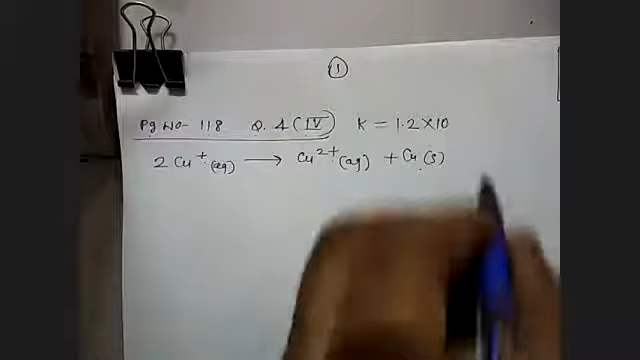 ①
Pg No- 118 Q. 4 (IV) K = 1.2×10
2 Cu⁺(aq) ⟶ Cu²⁺(aq) + Cu(s)